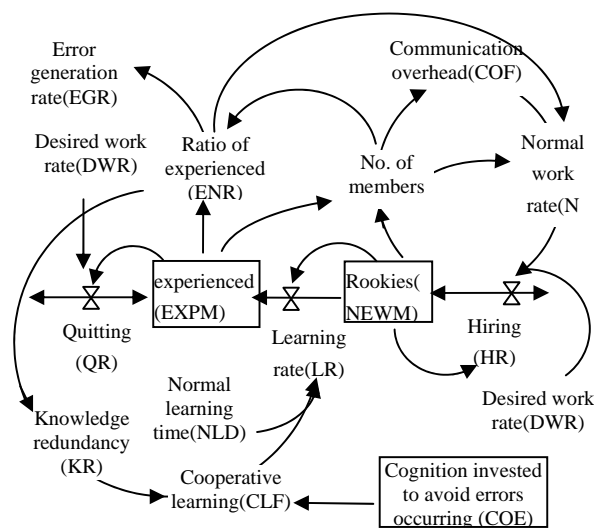 Error
generation
rate(EGR)
Communication
overhead(COF)
Desired work
rate(DWR)
Ratio of
experienced
(ENR)
No. of
members
Normal
work
rate(N
experienced
(EXPM)
Rookies(
NEWM)
Quitting
(QR)
Learning
rate(LR)
Hiring
(HR)
Normal
learning
time(NLD)
Desired work
rate(DWR)
Knowledge
redundancy
(KR)
Cooperative
learning(CLF)
Cognition invested
to avoid errors
occurring (COE)